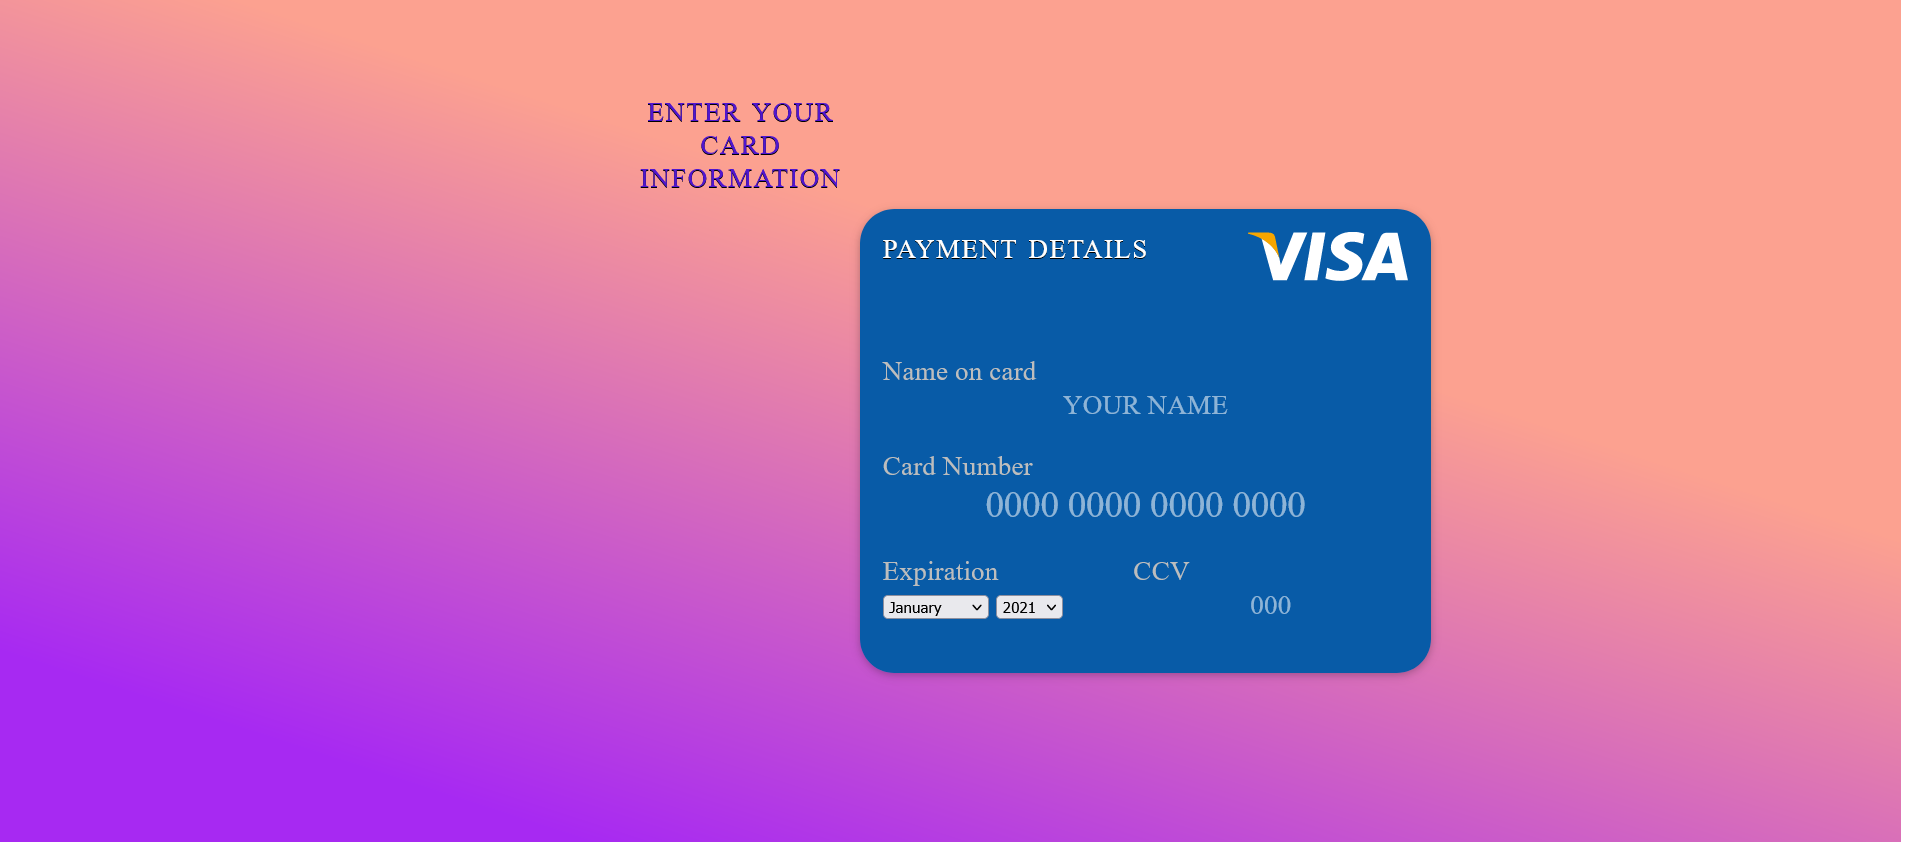 ENTER YOUR
CARD
INFORMATION
PAYMENT DETAILS
VISA
Name on card
YOUR NAME
Card Number
0000 0000 0000 0000
Expiration CCV
January 2021 000